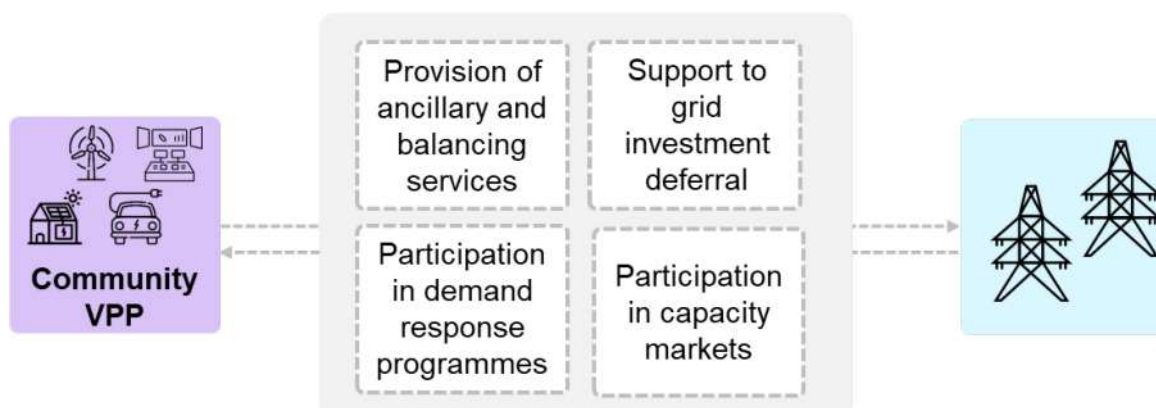 Community
VPP
Provision of
ancillary and
balancing
services
Support to
grid
investment
deferral
Participation
in demand
response
programmes
Participation
in capacity
markets